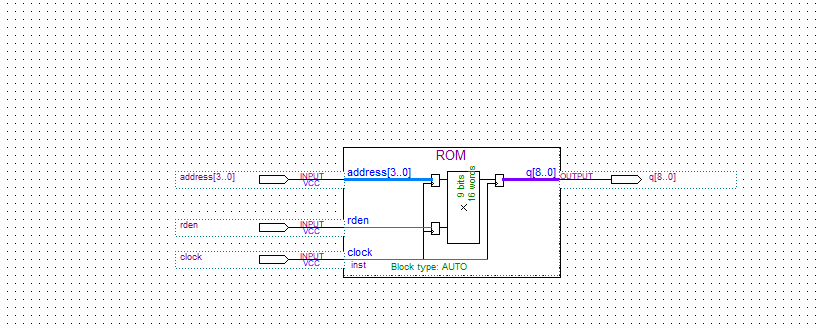 ROM
address[3..0] INPUT VCC address[3..0] q[8..0] OUTPUT q[8..0]
9 bits
16 words
rden INPUT VCC rden
clock INPUT VCC clock
inst Block type: AUTO